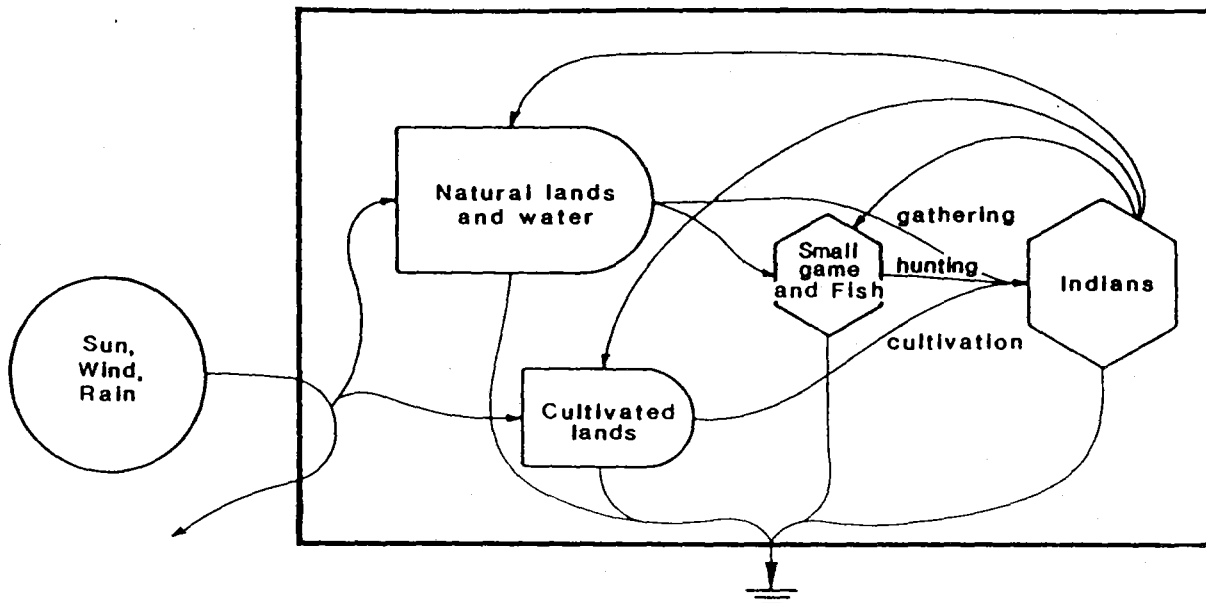 Sun,
Wind,
Rain
Natural lands
and water
Cultivated
lands
Small
game
and Fish
gathering
hunting
cultivation
Indians